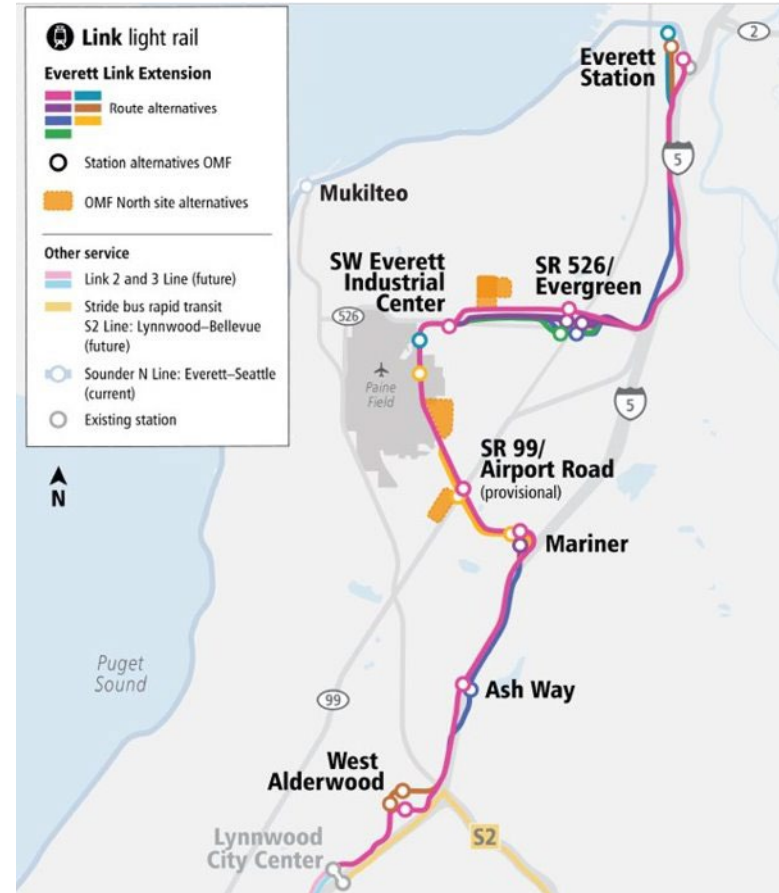 Link light rail
Everett Link Extension
Route alternatives
Station alternatives OMF
OMF North site alternatives
Other service
Link 2 and 3 Line (future)
Stride bus rapid transit
S2 Line: Lynnwood–Bellevue
(future)
Sounder N Line: Everett–Seattle
(current)
Existing station
N
2
Everett
Station
5
Mukilteo
SW Everett
Industrial
Center
SR 526/
Evergreen
526
Paine
Field
5
SR 99/
Airport Road
(provisional)
Mariner
Puget
Sound
Ash Way
99
West
Alderwood
S2
Lynnwood
City Center